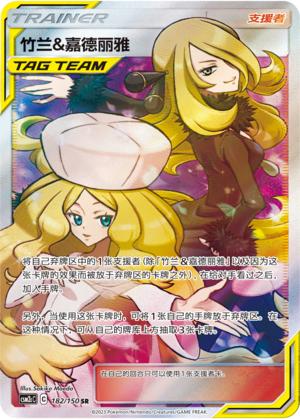 TRAINER
支援者
竹兰&嘉德丽雅
TAG TEAM
将自己弃牌区中的1张支援者(除「竹兰&嘉德丽雅」以及因为这
张卡牌的效果而被放于弃牌区的卡牌之外)，在给对手看过之后，
加入手牌。
另外，当使用这张卡牌时，可将1张自己的手牌放于弃牌区。在
这种情况下，可从自己的牌库上方抽取3张卡牌。
Illus. Sakiko Maeda
在自己的回合只可以使用1张支援者卡。
CSM2cC C 182/150 SR
©2023 Pokémon/Nintendo/Creatures/GAME FREAK.